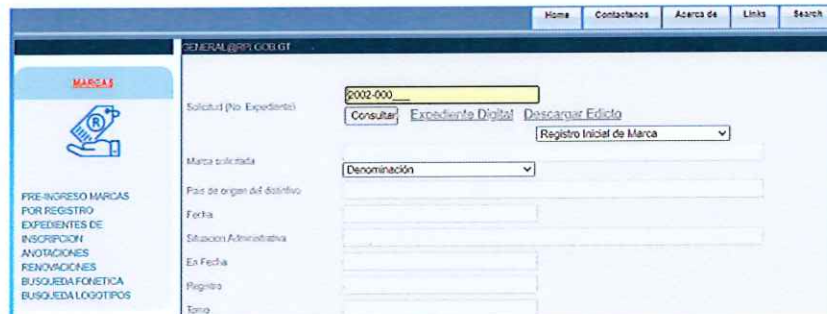 Home Contactanos Acerca de Links Search
GENERAL@RPI.GOB.GT
MARCAS
®
PRE-INGRESO MARCAS
POR REGISTRO
EXPEDIENTES DE
INSCRIPCION
ANOTACIONES
RENOVACIONES
BUSQUEDA FONETICA
BUSQUEDA LOGOTIPOS
Solicitud (No. Expediente)
2002-000___
Consultar Expediente Digital Descargar Edicto
Registro Inicial de Marca
Marca solicitada
Denominación
Pais de origen del distintivo
Fecha
Situacion Administrativa
En Fecha
Registro
Tomo